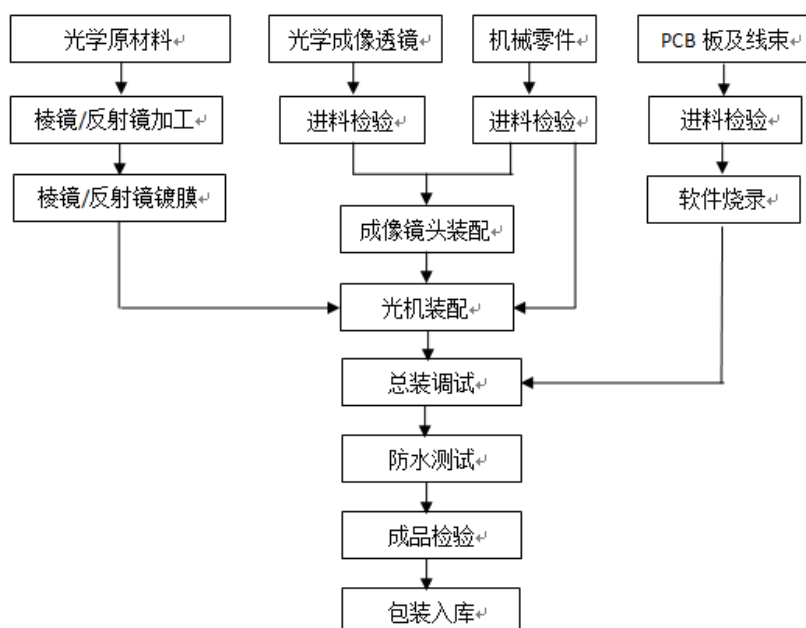 光学原材料
光学成像透镜
机械零件
PCB 板及线束
棱镜/反射镜加工
进料检验
进料检验
进料检验
棱镜/反射镜镀膜
软件烧录
成像镜头装配
光机装配
总装调试
防水测试
成品检验
包装入库